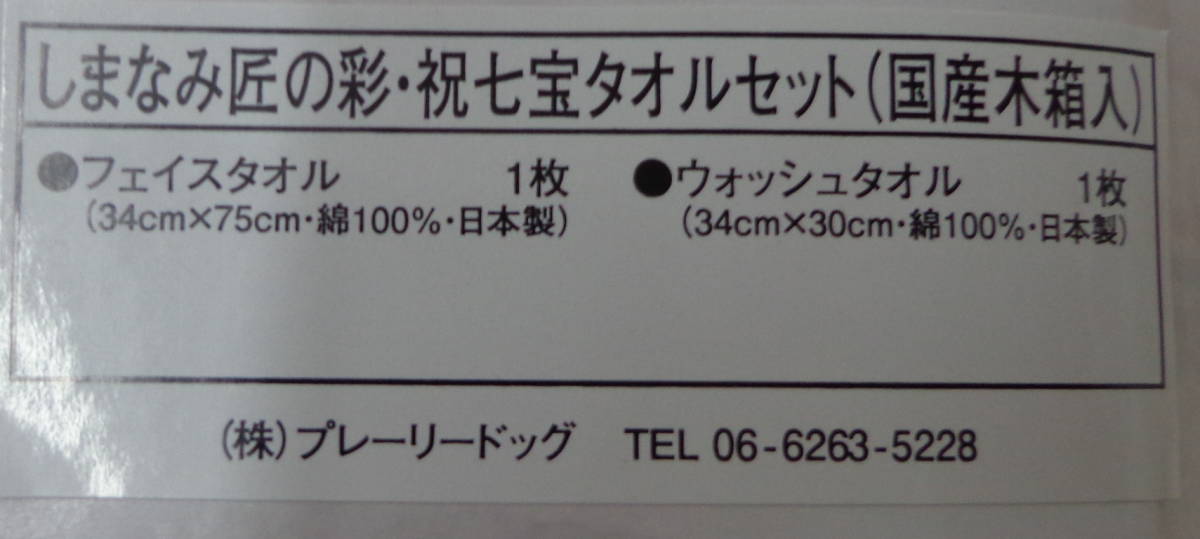 しまなみ匠の彩・祝七宝タオルセット(国産木箱入)
●フェイスタオル 1枚 ●ウォッシュタオル 1枚
(34cm×75cm・綿100%・日本製) (34cm×30cm・綿100%・日本製)
(株)プレーリードッグ TEL 06-6263-5228